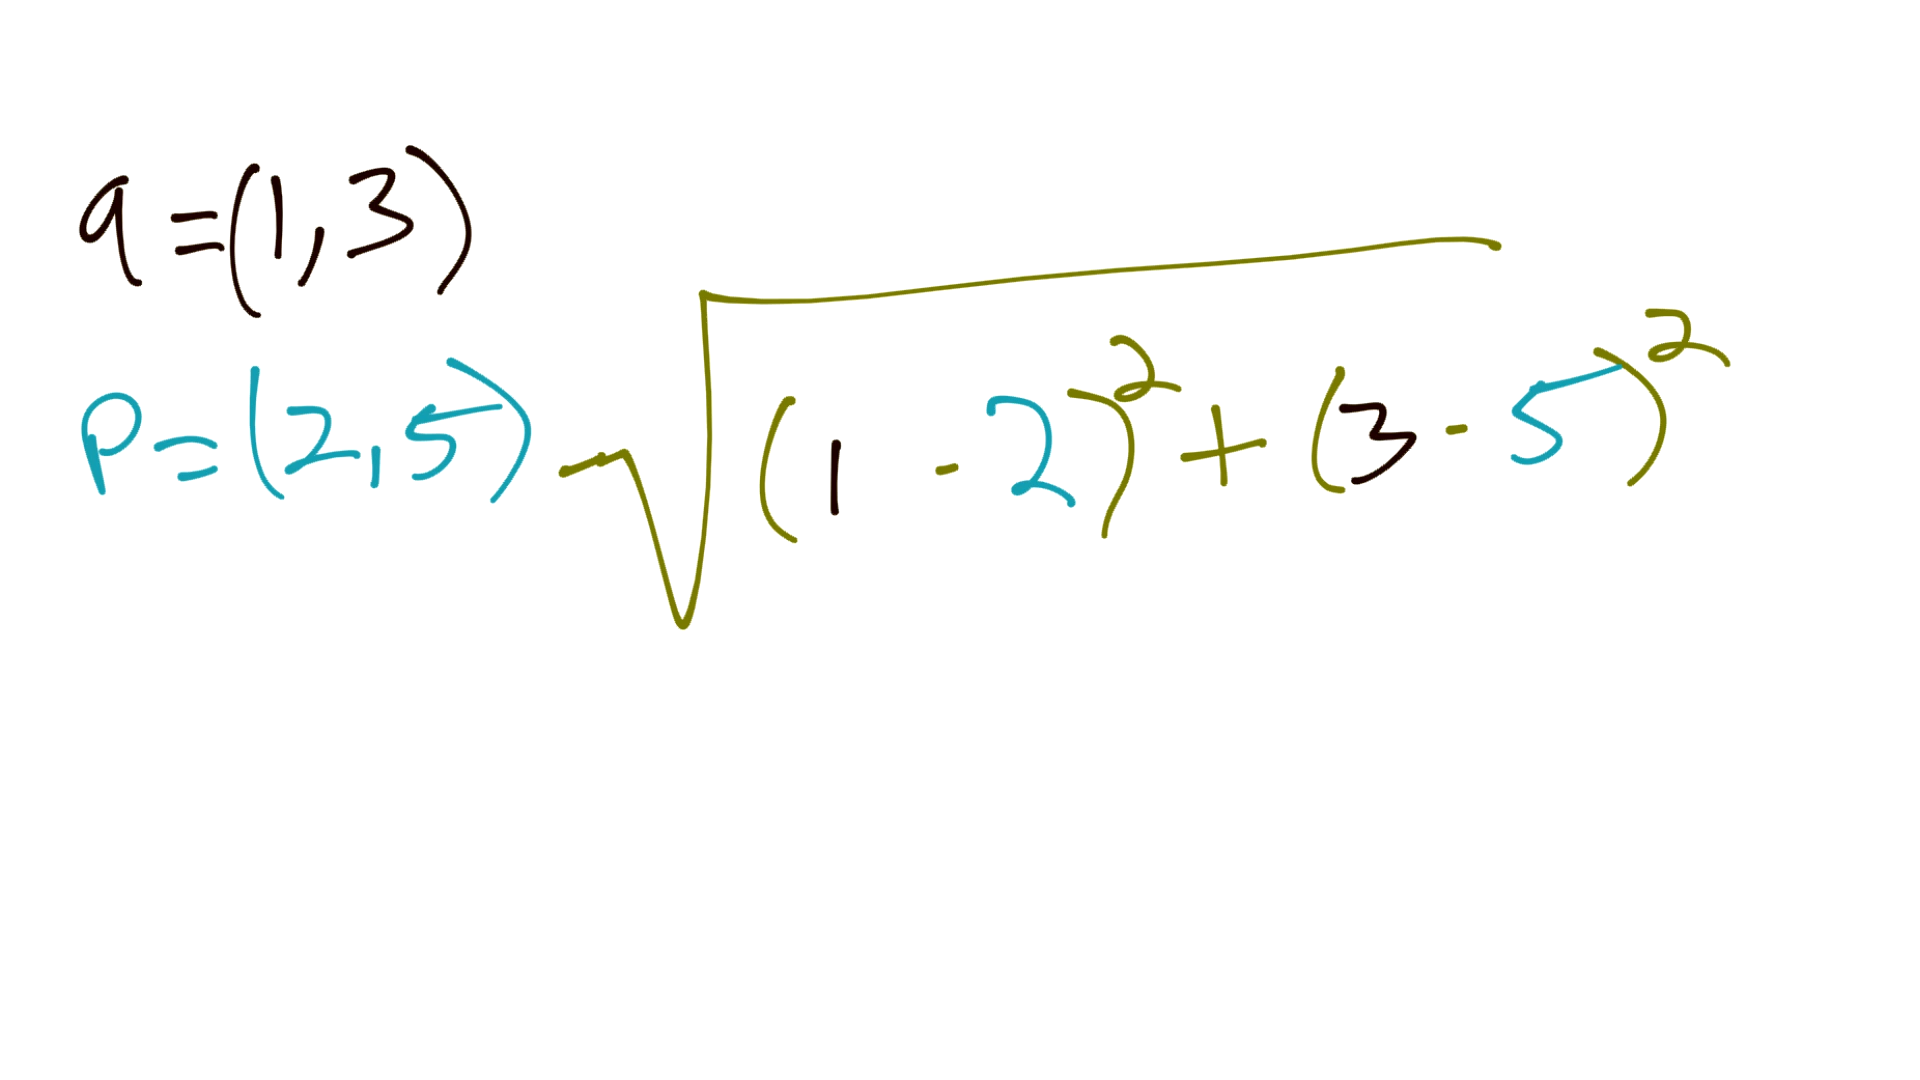 q = (1, 3)
p = (2, 5)
√(1 - 2)² + (3 - 5)²